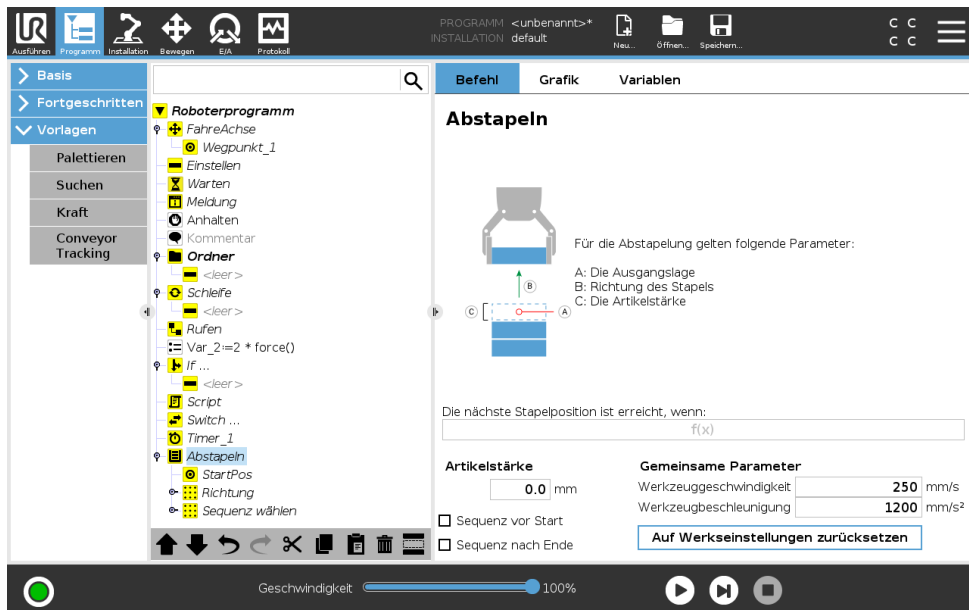 UR
Ausführen
Programm
Installation
Bewegen
E/A
Protokoll
PROGRAMM <unbenannt>*
INSTALLATION default
Neu...
Öffnen...
Speichern...
C C
C C
Basis
Fortgeschritten
Vorlagen
Palettieren
Suchen
Kraft
Conveyor
Tracking
Roboterprogramm
FahreAchse
Wegpunkt_1
Einstellen
Warten
Meldung
Anhalten
Kommentar
Ordner
<leer>
Schleife
<leer>
Rufen
Var_2:=2 * force()
If ...
<leer>
Script
Switch ...
Timer_1
Abstapeln
StartPos
Richtung
Sequenz wählen
Befehl
Grafik
Variablen
Abstapeln
B
C
A
Für die Abstapelung gelten folgende Parameter:
A: Die Ausgangslage
B: Richtung des Stapels
C: Die Artikelstärke
Die nächste Stapelposition ist erreicht, wenn:
f(x)
Artikelstärke
0.0 mm
Sequenz vor Start
Sequenz nach Ende
Gemeinsame Parameter
Werkzeuggeschwindigkeit 250 mm/s
Werkzeugbeschleunigung 1200 mm/s²
Auf Werkseinstellungen zurücksetzen
Geschwindigkeit 100%